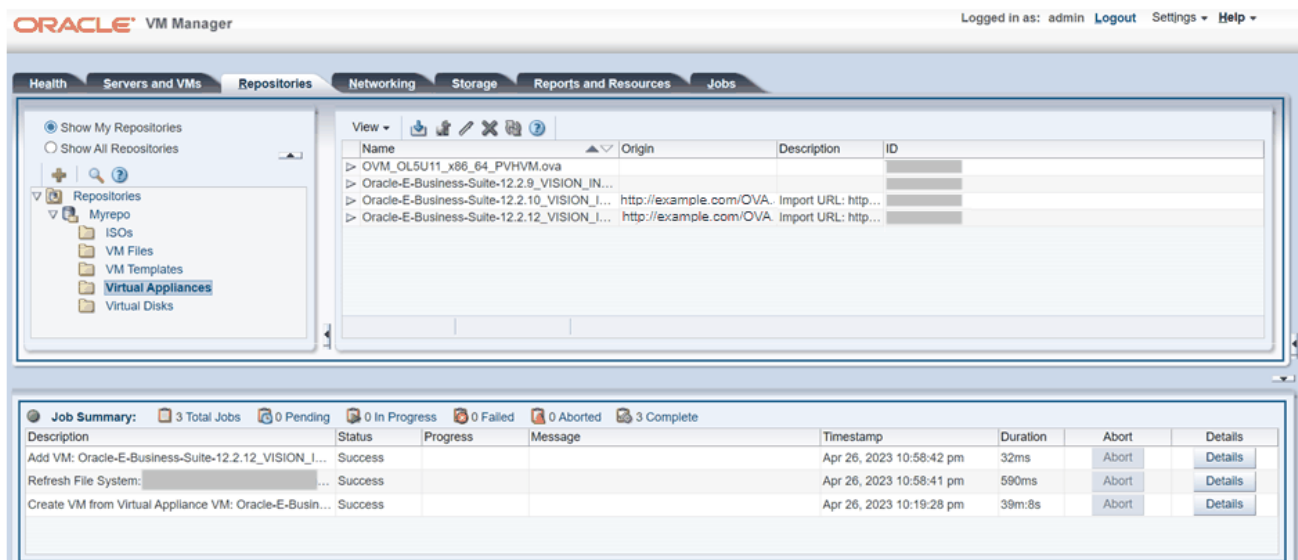 ORACLE VM Manager Logged in as: admin Logout Settings Help
Health Servers and VMs Repositories Networking Storage Reports and Resources Jobs
Show My Repositories
Show All Repositories
Repositories
Myrepo
ISOs
VM Files
VM Templates
Virtual Appliances
Virtual Disks
View
Name Origin Description ID
OVM_OL5U11_x86_64_PVHVM.ova
Oracle-E-Business-Suite-12.2.9_VISION_IN...
Oracle-E-Business-Suite-12.2.10_VISION_I... http://example.com/OVA. Import URL: http...
Oracle-E-Business-Suite-12.2.12_VISION_I... http://example.com/OVA. Import URL: http...
Job Summary: 3 Total Jobs 0 Pending 0 In Progress 0 Failed 0 Aborted 3 Complete
Description Status Progress Message Timestamp Duration Abort Details
Add VM: Oracle-E-Business-Suite-12.2.12_VISION_I... Success Apr 26, 2023 10:58:42 pm 32ms Abort Details
Refresh File System: ... Success Apr 26, 2023 10:58:41 pm 590ms Abort Details
Create VM from Virtual Appliance VM: Oracle-E-Busin... Success Apr 26, 2023 10:19:28 pm 39m:8s Abort Details